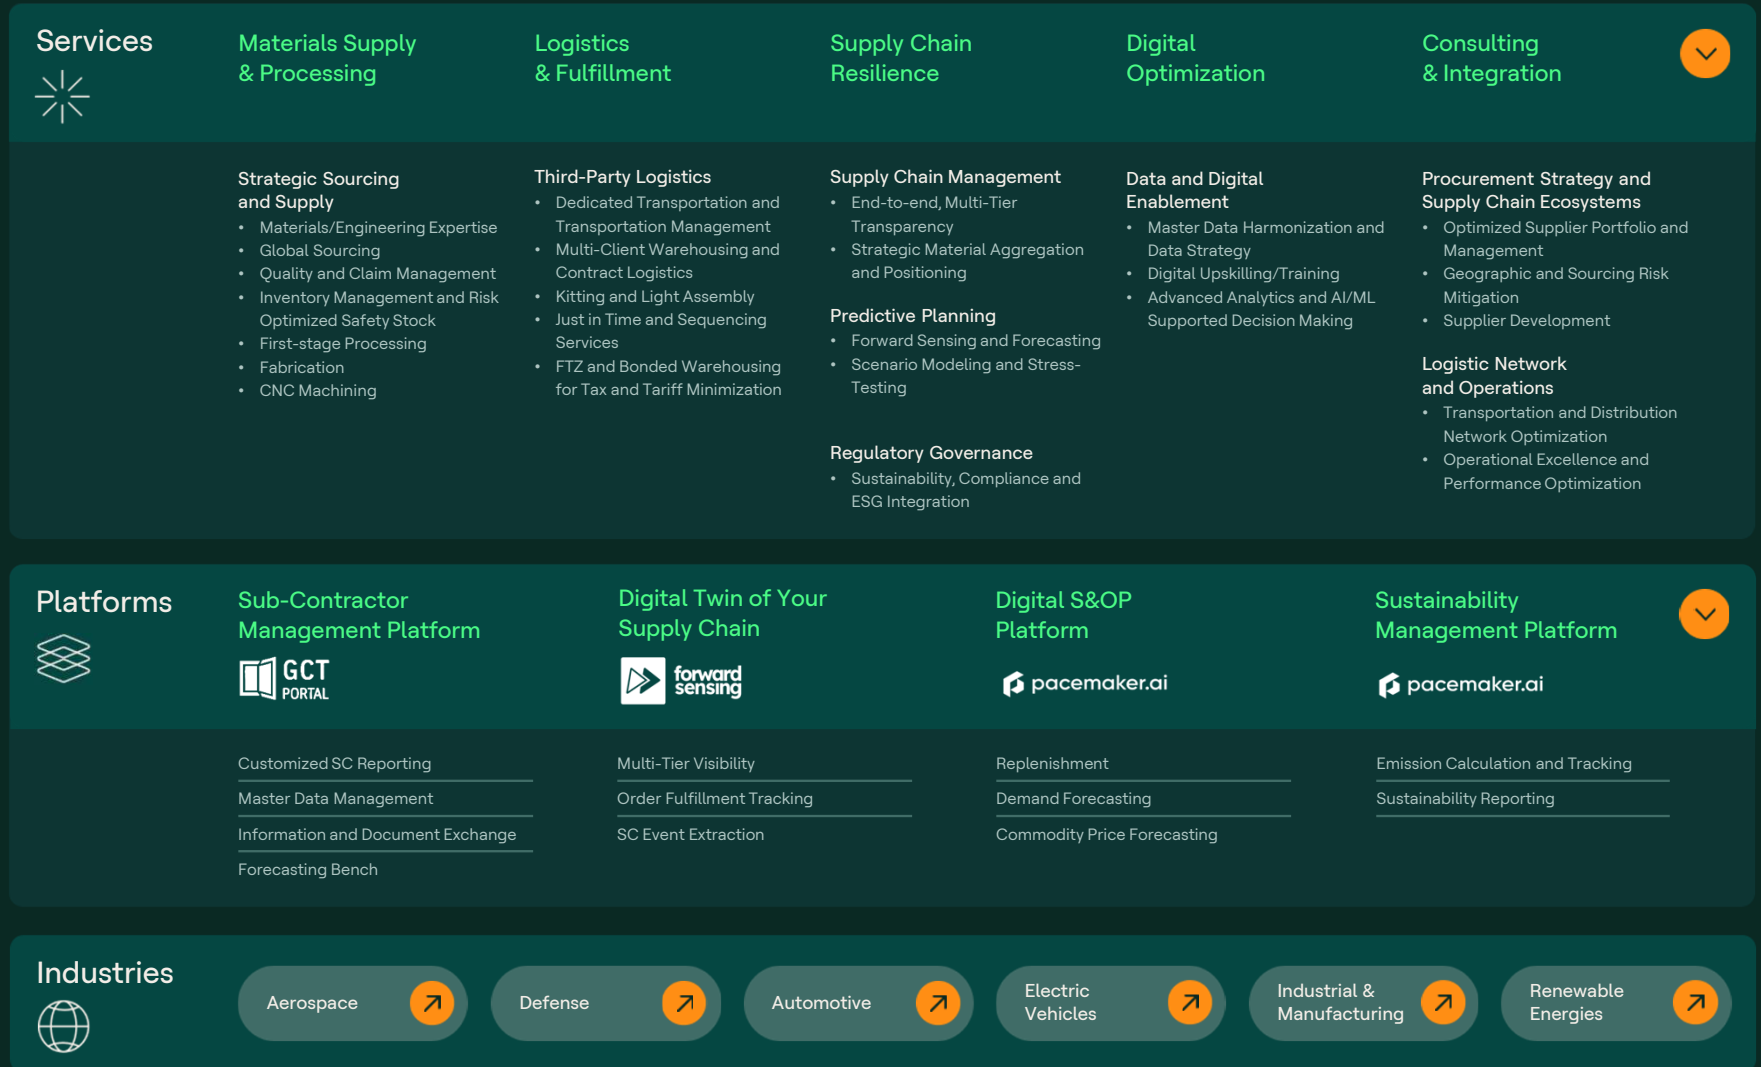 Services
Materials Supply
& Processing
Logistics
& Fulfillment
Supply Chain
Resilience
Digital
Optimization
Consulting
& Integration
Strategic Sourcing
and Supply
• Materials/Engineering Expertise
• Global Sourcing
• Quality and Claim Management
• Inventory Management and Risk
Optimized Safety Stock
• First-stage Processing
• Fabrication
• CNC Machining
Third-Party Logistics
• Dedicated Transportation and
Transportation Management
• Multi-Client Warehousing and
Contract Logistics
• Kitting and Light Assembly
• Just in Time and Sequencing
Services
• FTZ and Bonded Warehousing
for Tax and Tariff Minimization
Supply Chain Management
• End-to-end, Multi-Tier
Transparency
• Strategic Material Aggregation
and Positioning
Predictive Planning
• Forward Sensing and Forecasting
• Scenario Modeling and Stress-
Testing
Regulatory Governance
• Sustainability, Compliance and
ESG Integration
Data and Digital
Enablement
• Master Data Harmonization and
Data Strategy
• Digital Upskilling/Training
• Advanced Analytics and AI/ML
Supported Decision Making
Procurement Strategy and
Supply Chain Ecosystems
• Optimized Supplier Portfolio and
Management
• Geographic and Sourcing Risk
Mitigation
• Supplier Development
Logistic Network
and Operations
• Transportation and Distribution
Network Optimization
• Operational Excellence and
Performance Optimization
Platforms
Sub-Contractor
Management Platform
GCT
PORTAL
Digital Twin of Your
Supply Chain
forward
sensing
Digital S&OP
Platform
pacemaker.ai
Sustainability
Management Platform
pacemaker.ai
Customized SC Reporting
Master Data Management
Information and Document Exchange
Forecasting Bench
Multi-Tier Visibility
Order Fulfillment Tracking
SC Event Extraction
Replenishment
Demand Forecasting
Commodity Price Forecasting
Emission Calculation and Tracking
Sustainability Reporting
Industries
Aerospace
Defense
Automotive
Electric
Vehicles
Industrial &
Manufacturing
Renewable
Energies